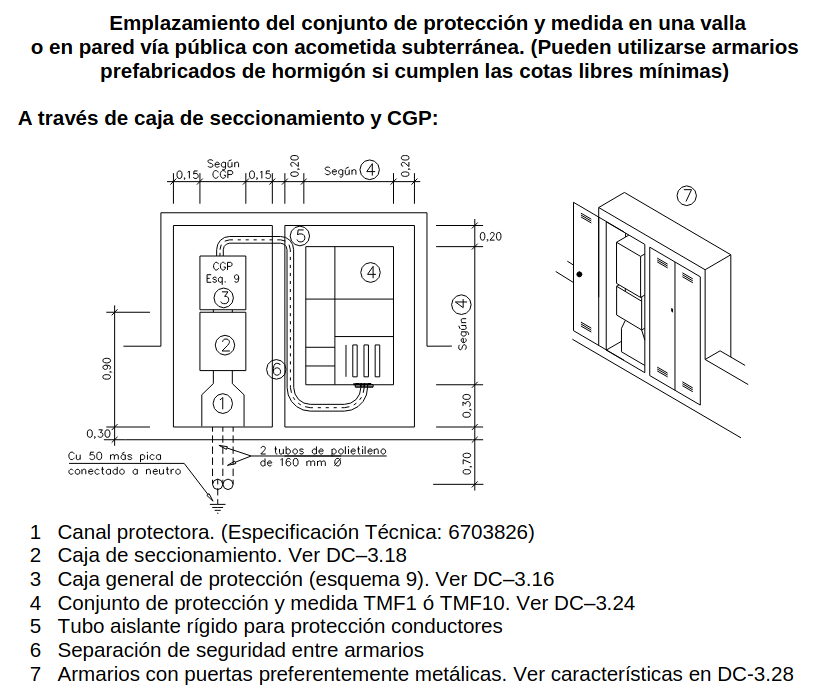 Emplazamiento del conjunto de protección y medida en una valla
o en pared vía pública con acometida subterránea. (Pueden utilizarse armarios
prefabricados de hormigón si cumplen las cotas libres mínimas)
A través de caja de seccionamiento y CGP:
Según
CGP
0,15
0,15
0,20
Según 4
0,20
7
5
0,20
CGP
Esq. 9
3
4
Según 4
2
6
0,90
1
0,30
0,30
2 tubos de polietileno
de 160 mm Ø
0,70
Cu 50 más pica
conectado a neutro
1 Canal protectora. (Especificación Técnica: 6703826)
2 Caja de seccionamiento. Ver DC–3.18
3 Caja general de protección (esquema 9). Ver DC–3.16
4 Conjunto de protección y medida TMF1 ó TMF10. Ver DC–3.24
5 Tubo aislante rígido para protección conductores
6 Separación de seguridad entre armarios
7 Armarios con puertas preferentemente metálicas. Ver características en DC-3.28